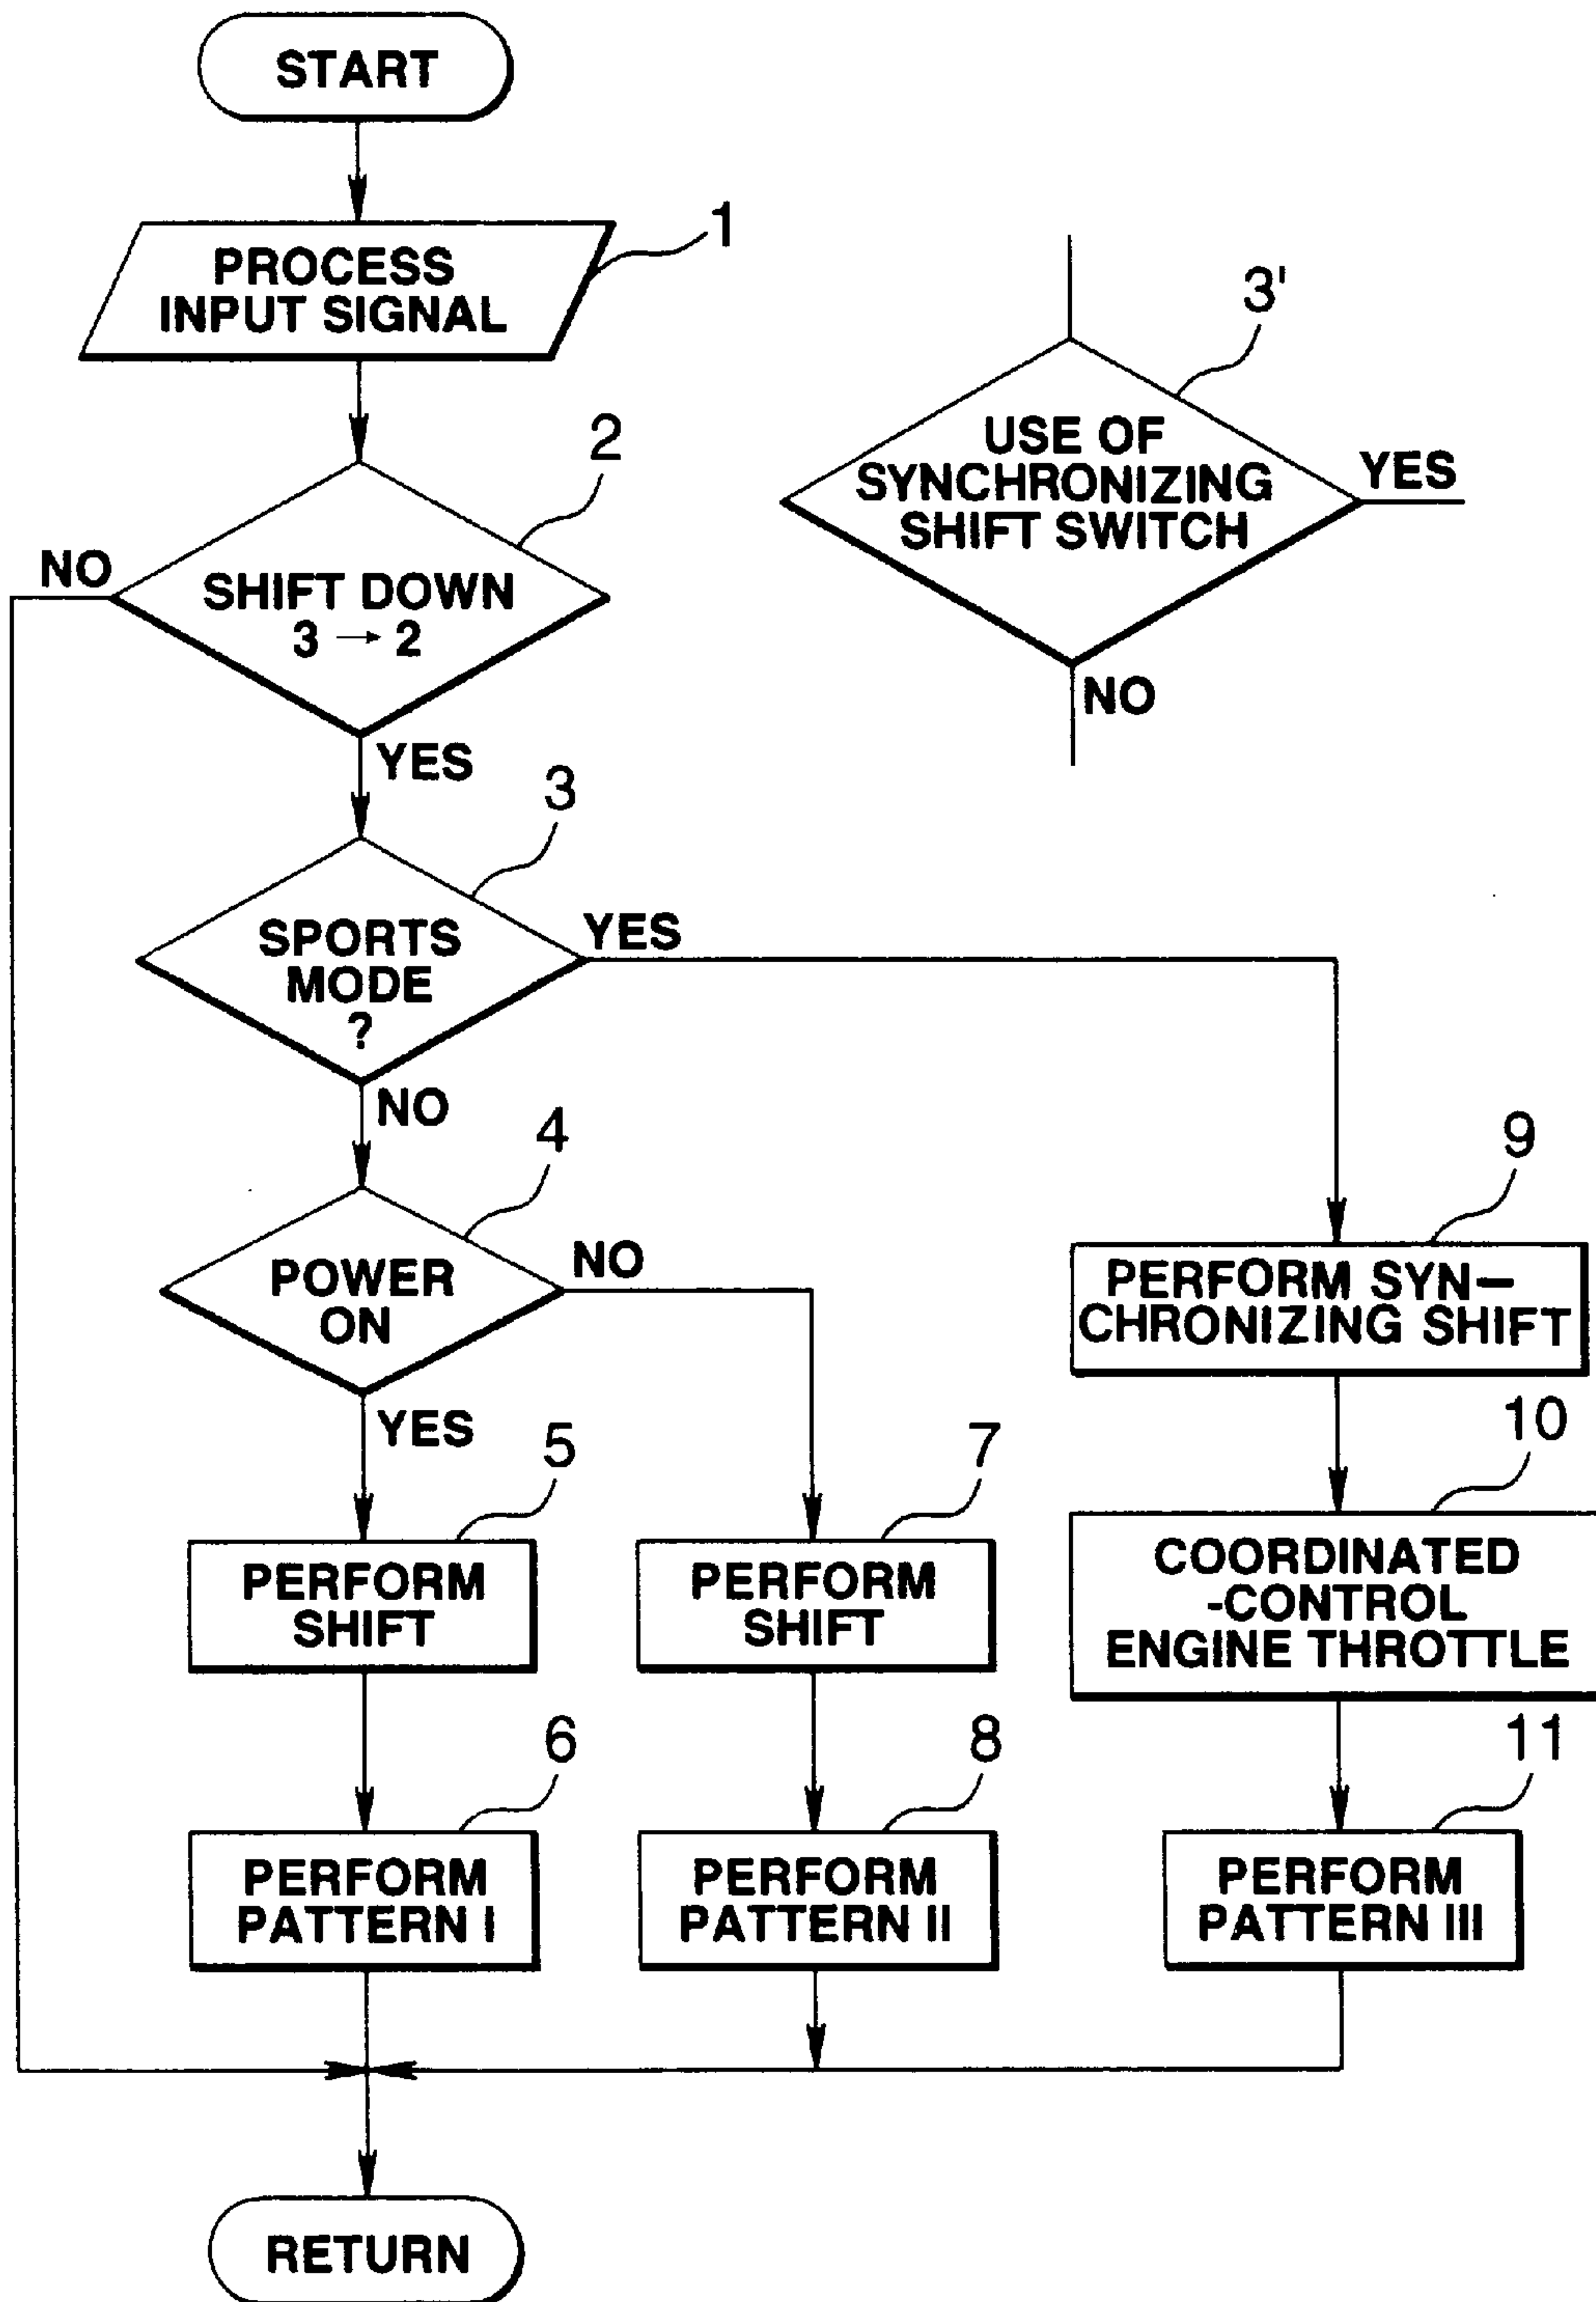 START
1
PROCESS
INPUT SIGNAL
3'
USE OF
SYNCHRONIZING
SHIFT SWITCH
YES
NO
2
NO
SHIFT DOWN
3 → 2
YES
3
SPORTS
MODE
?
YES
NO
4
POWER
ON
NO
YES
9
PERFORM SYN-
CHRONIZING SHIFT
5
PERFORM
SHIFT
7
PERFORM
SHIFT
10
COORDINATED
-CONTROL
ENGINE THROTTLE
6
PERFORM
PATTERN I
8
PERFORM
PATTERN II
11
PERFORM
PATTERN III
RETURN